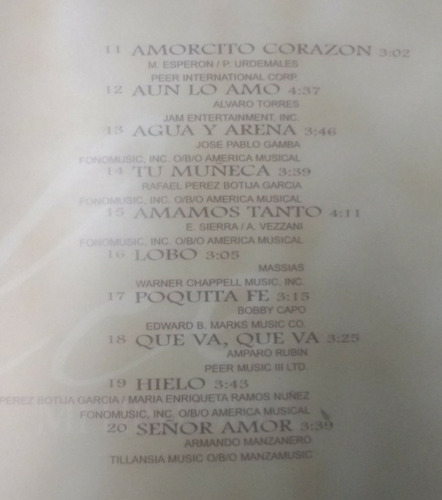 11 AMORCITO CORAZON 3:02
M. ESPERON / P. URDEMALES
PEER INTERNATIONAL CORP.
12 AUN LO AMO 4:37
ALVARO TORRES
JAM ENTERTAINMENT, INC.
13 AGUA Y ARENA 3:46
JOSE PABLO GAMBA
FONOMUSIC, INC. O/B/O AMERICA MUSICAL
14 TU MUNECA 3:39
RAFAEL PEREZ BOTIJA GARCIA
FONOMUSIC, INC. O/B/O AMERICA MUSICAL
15 AMAMOS TANTO 4:11
E. SIERRA / A. VEZZANI
FONOMUSIC, INC. O/B/O AMERICA MUSICAL
16 LOBO 3:05
MASSIAS
WARNER CHAPPELL MUSIC, INC.
17 POQUITA FE 3:15
BOBBY CAPO
EDWARD B. MARKS MUSIC CO.
18 QUE VA, QUE VA 3:25
AMPARO RUBIN
PEER MUSIC III LTD.
19 HIELO 3:43
PEREZ BOTIJA GARCIA / MARIA ENRIQUETA RAMOS NUÑEZ
FONOMUSIC, INC. O/B/O AMERICA MUSICAL
20 SEÑOR AMOR 3:39
ARMANDO MANZANERO
TILLANSIA MUSIC O/B/O MANZAMUSIC